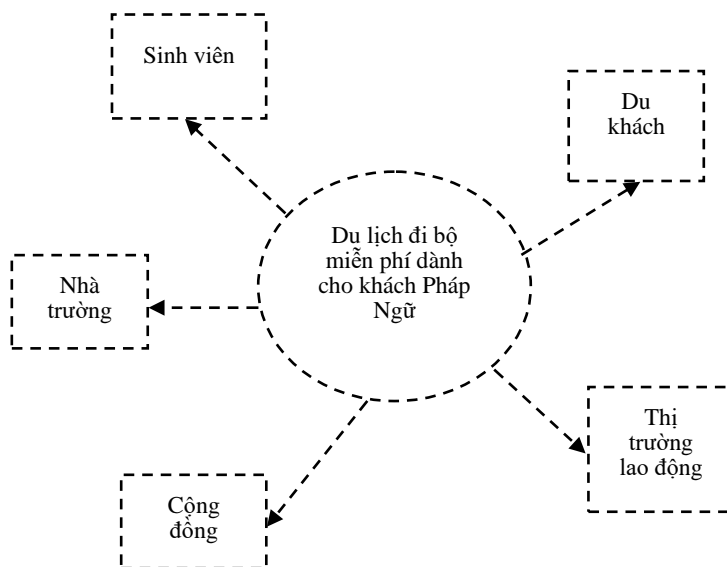 Sinh viên
Du
khách
Du lịch đi bộ
miễn phí dành
cho khách Pháp
Ngữ
Nhà
trường
Thị
trường
lao động
Cộng
đồng